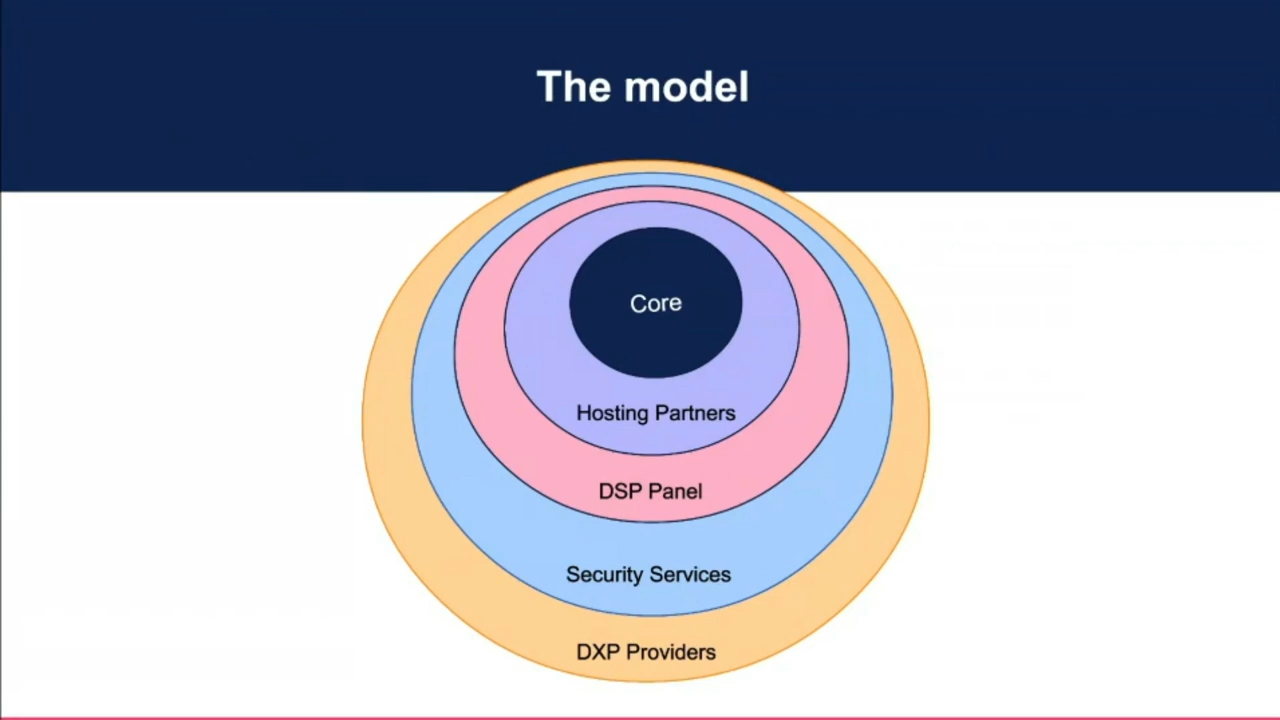 The model
Core
Hosting Partners
DSP Panel
Security Services
DXP Providers